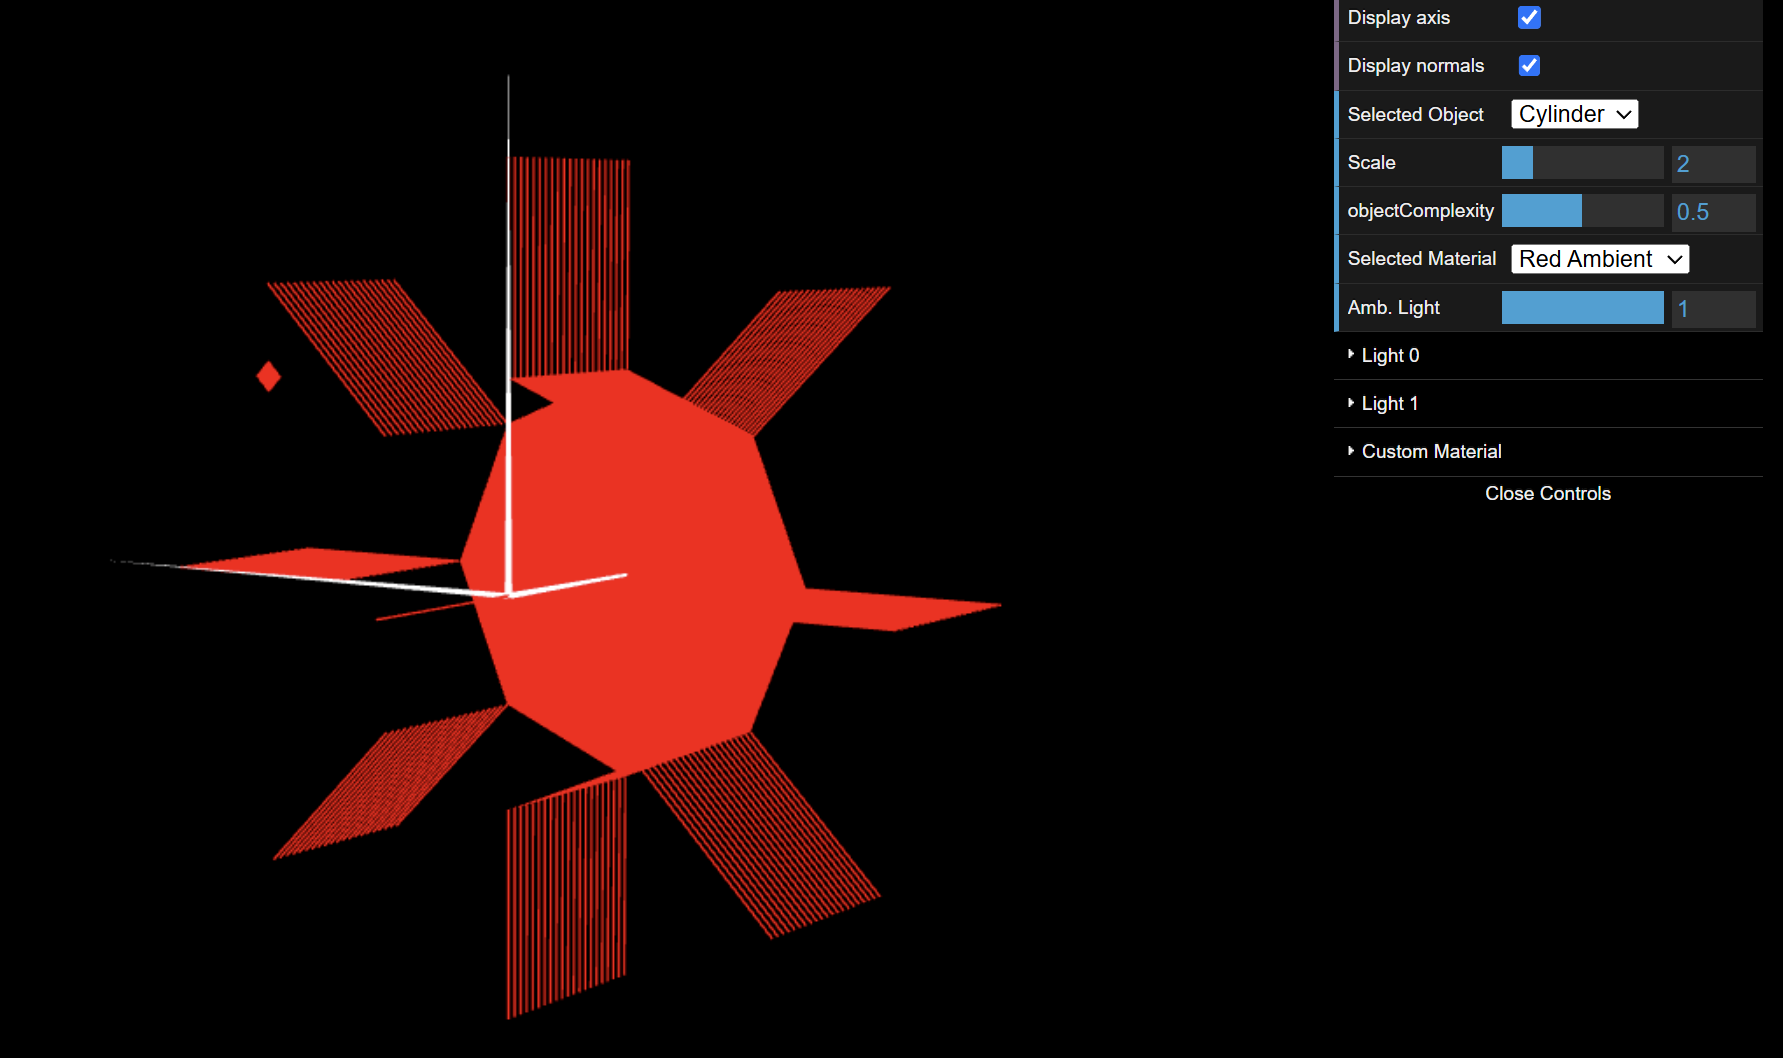 Display axis
Display normals
Selected Object Cylinder
Scale 2
objectComplexity 0.5
Selected Material Red Ambient
Amb. Light 1
Light 0
Light 1
Custom Material
Close Controls